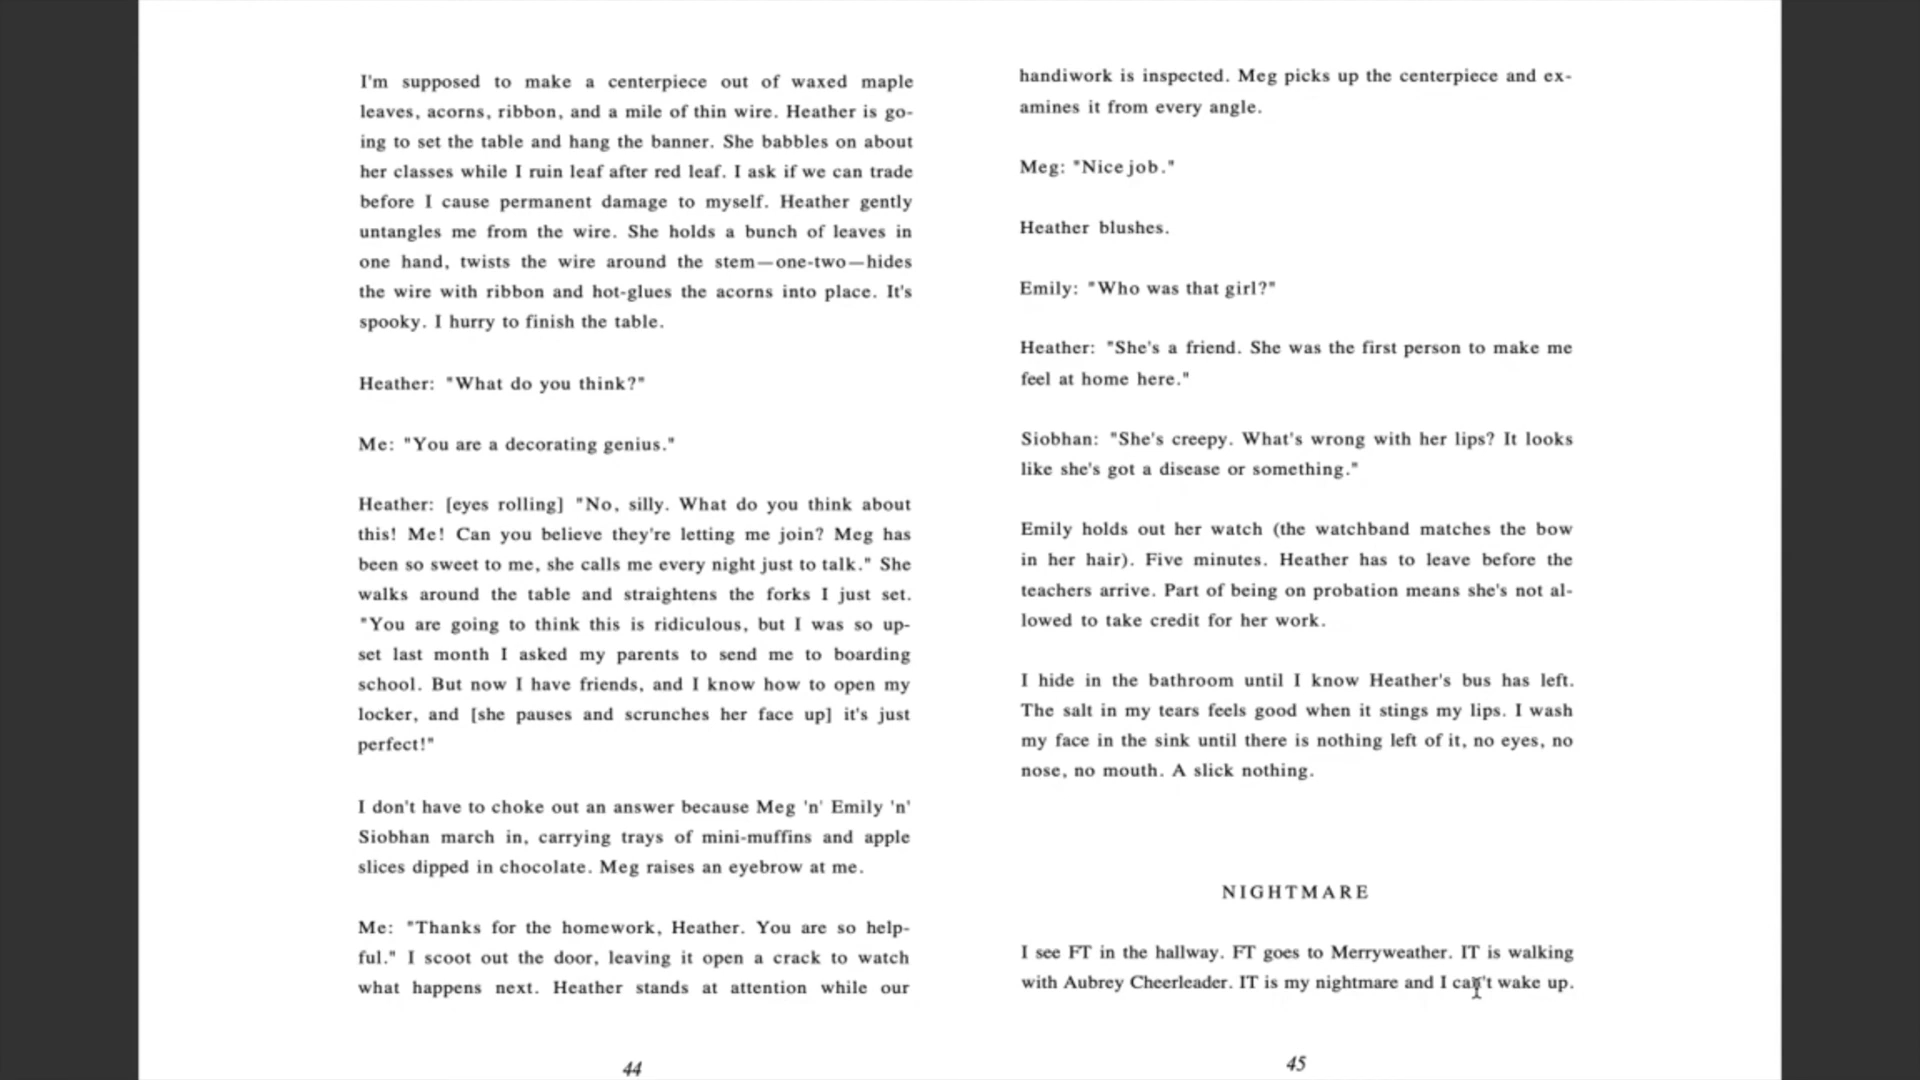 I'm supposed to make a centerpiece out of waxed maple
leaves, acorns, ribbon, and a mile of thin wire. Heather is go-
ing to set the table and hang the banner. She babbles on about
her classes while I ruin leaf after red leaf. I ask if we can trade
before I cause permanent damage to myself. Heather gently
untangles me from the wire. She holds a bunch of leaves in
one hand, twists the wire around the stem—one-two—hides
the wire with ribbon and hot-glues the acorns into place. It's
spooky. I hurry to finish the table.
Heather: "What do you think?"
Me: "You are a decorating genius."
Heather: [eyes rolling] "No, silly. What do you think about
this! Me! Can you believe they're letting me join? Meg has
been so sweet to me, she calls me every night just to talk." She
walks around the table and straightens the forks I just set.
"You are going to think this is ridiculous, but I was so up-
set last month I asked my parents to send me to boarding
school. But now I have friends, and I know how to open my
locker, and [she pauses and scrunches her face up] it's just
perfect!"
I don't have to choke out an answer because Meg 'n' Emily 'n'
Siobhan march in, carrying trays of mini-muffins and apple
slices dipped in chocolate. Meg raises an eyebrow at me.
Me: "Thanks for the homework, Heather. You are so help-
ful." I scoot out the door, leaving it open a crack to watch
what happens next. Heather stands at attention while our
44
handiwork is inspected. Meg picks up the centerpiece and ex-
amines it from every angle.
Meg: "Nice job."
Heather blushes.
Emily: "Who was that girl?"
Heather: "She's a friend. She was the first person to make me
feel at home here."
Siobhan: "She's creepy. What's wrong with her lips? It looks
like she's got a disease or something."
Emily holds out her watch (the watchband matches the bow
in her hair). Five minutes. Heather has to leave before the
teachers arrive. Part of being on probation means she's not al-
lowed to take credit for her work.
I hide in the bathroom until I know Heather's bus has left.
The salt in my tears feels good when it stings my lips. I wash
my face in the sink until there is nothing left of it, no eyes, no
nose, no mouth. A slick nothing.
NIGHTMARE
I see FT in the hallway. FT goes to Merryweather. IT is walking
with Aubrey Cheerleader. IT is my nightmare and I can't wake up.
45